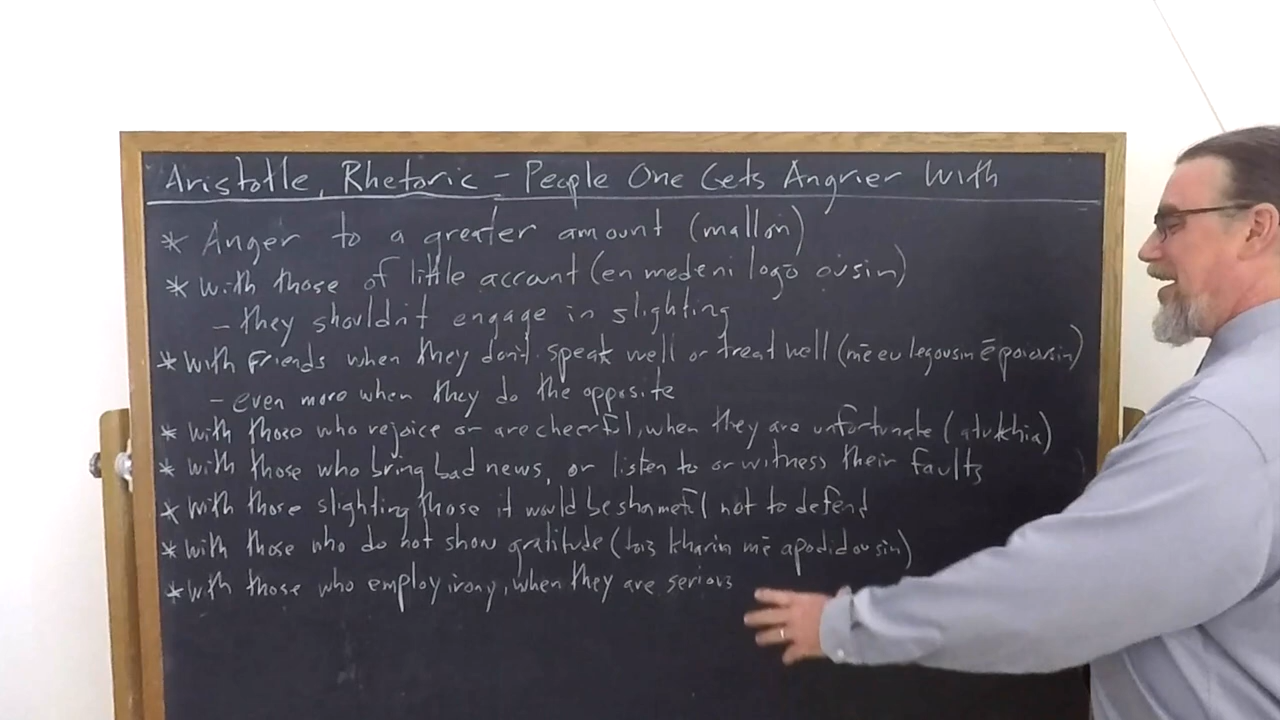 Aristotle, Rhetoric - People One Gets Angrier With
* Anger to a greater amount (mallon)
* with those of little account (en medeni logō ousin)
- they shouldn't engage in slighting
* with friends when they don't speak well or treat well (mē eu legousin ē poiousin)
- even more when they do the opposite
* with those who rejoice or are cheerful, when they are unfortunate (atukhia)
* with those who bring bad news, or listen to or witness their faults
* with those slighting those it would be shameful not to defend
* with those who do not show gratitude (tois kharin mē apodidousin)
* with those who employ irony, when they are serious